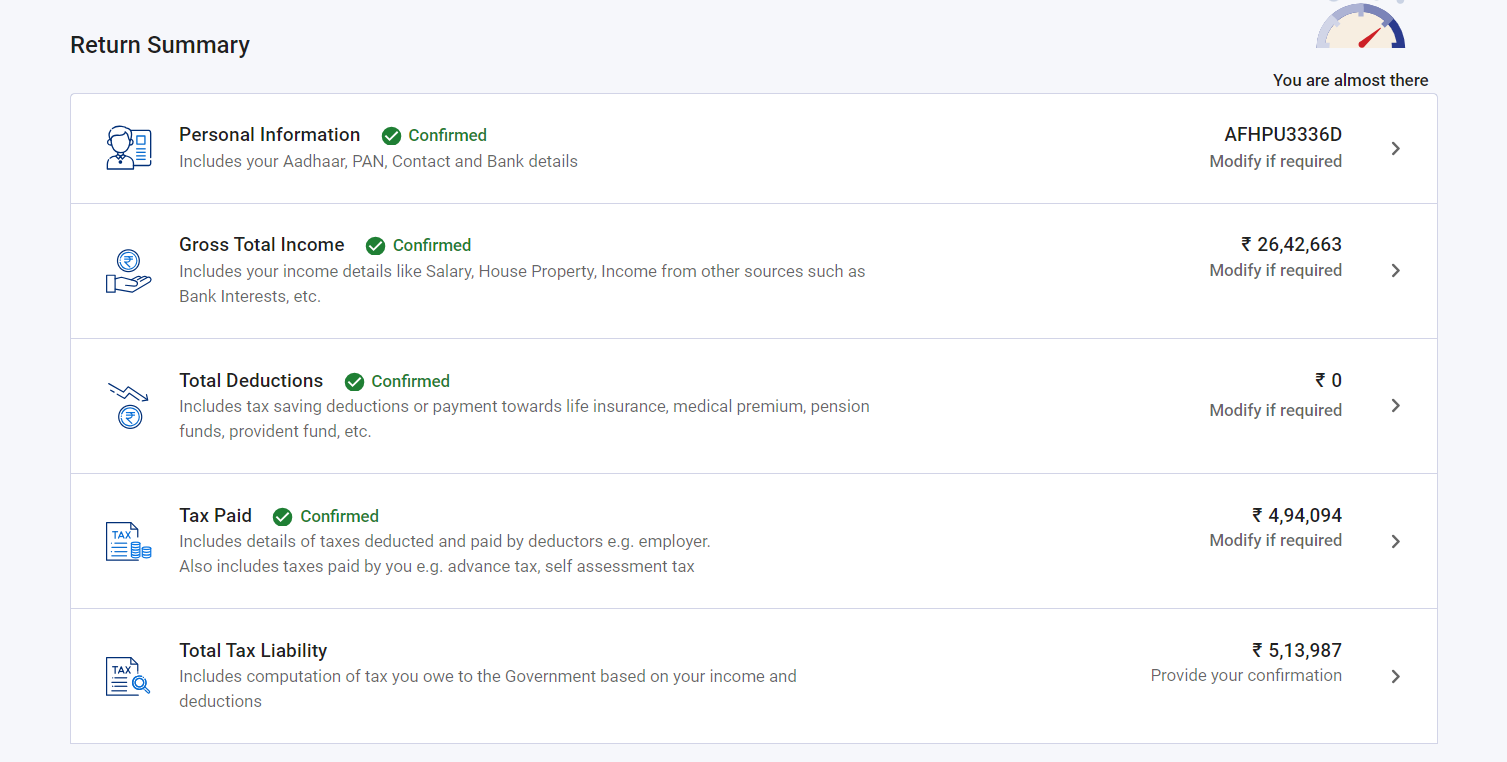 Return Summary
You are almost there
Personal Information Confirmed
AFHPU3336D
Includes your Aadhaar, PAN, Contact and Bank details
Modify if required
Gross Total Income Confirmed
₹ 26,42,663
Includes your income details like Salary, House Property, Income from other sources such as
Bank Interests, etc.
Modify if required
Total Deductions Confirmed
₹ 0
Includes tax saving deductions or payment towards life insurance, medical premium, pension
funds, provident fund, etc.
Modify if required
TAX
Tax Paid Confirmed
₹ 4,94,094
Includes details of taxes deducted and paid by deductors e.g. employer.
Also includes taxes paid by you e.g. advance tax, self assessment tax
Modify if required
TAX
Total Tax Liability
₹ 5,13,987
Includes computation of tax you owe to the Government based on your income and
deductions
Provide your confirmation